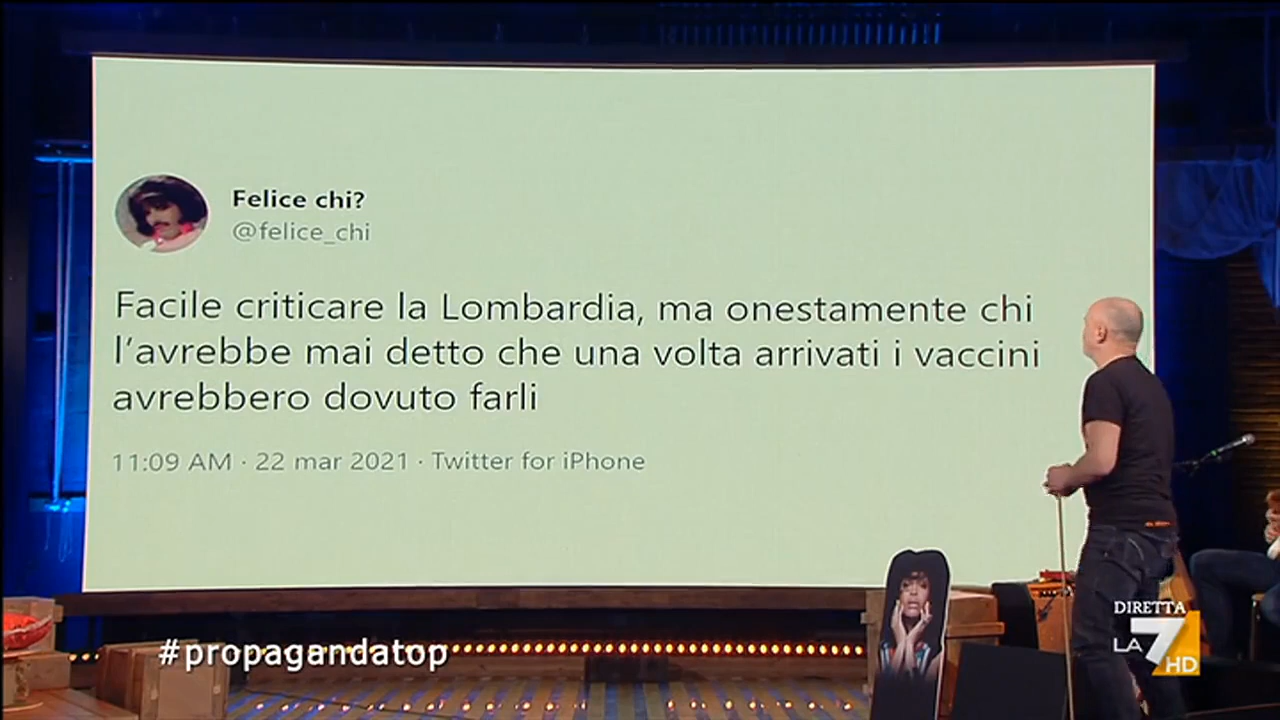 Felice chi?
@felice_chi
Facile criticare la Lombardia, ma onestamente chi
l'avrebbe mai detto che una volta arrivati i vaccini
avrebbero dovuto farli
11:09 AM · 22 mar 2021 · Twitter for iPhone
#propagandatop
DIRETTA
LA 7 HD